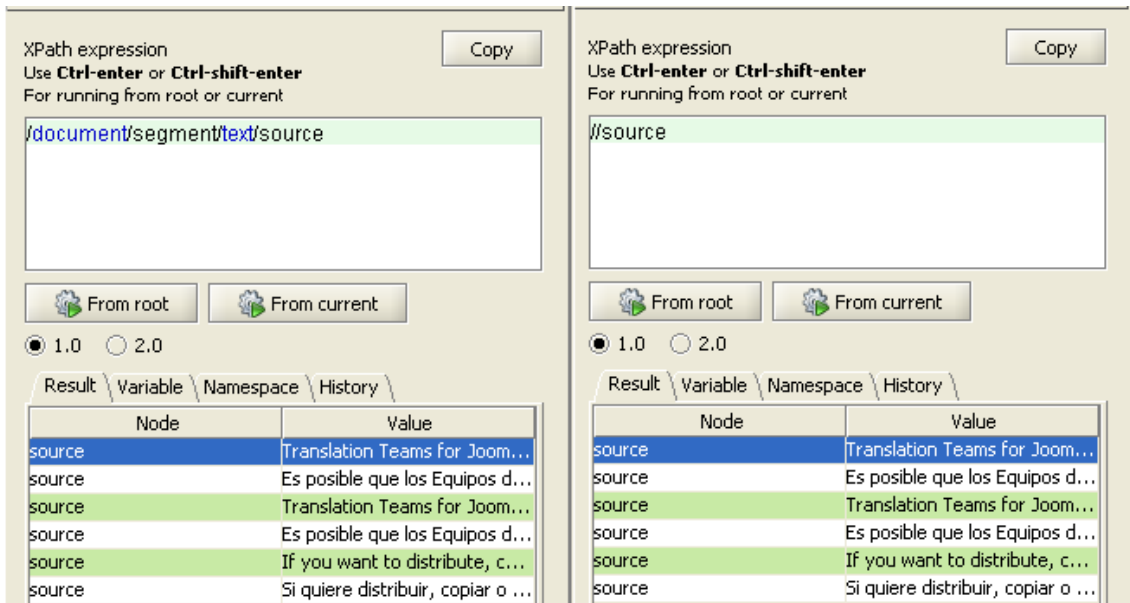 XPath expression
Copy
Use Ctrl-enter or Ctrl-shift-enter
For running from root or current
/document/segment/text/source
From root
From current
1.0
2.0
Result
Variable
Namespace
History
Node Value
source Translation Teams for Joom...
source Es posible que los Equipos d...
source Translation Teams for Joom...
source Es posible que los Equipos d...
source If you want to distribute, c...
source Si quiere distribuir, copiar o ...
XPath expression
Copy
Use Ctrl-enter or Ctrl-shift-enter
For running from root or current
//source
From root
From current
1.0
2.0
Result
Variable
Namespace
History
Node Value
source Translation Teams for Joom...
source Es posible que los Equipos d...
source Translation Teams for Joom...
source Es posible que los Equipos d...
source If you want to distribute, c...
source Si quiere distribuir, copiar o ...